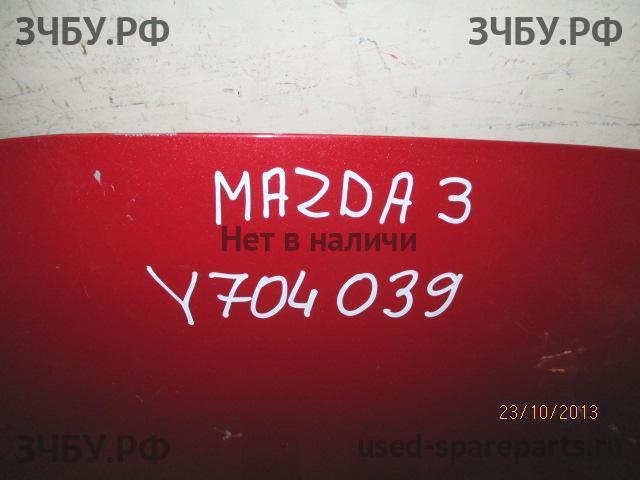 ЗЧБУ.РФ ЗЧБУ.РФ
MAZDA 3
Нет в наличи
Y704039
23/10/2013
ЗЧБУ.РФ used-spareparts.ru